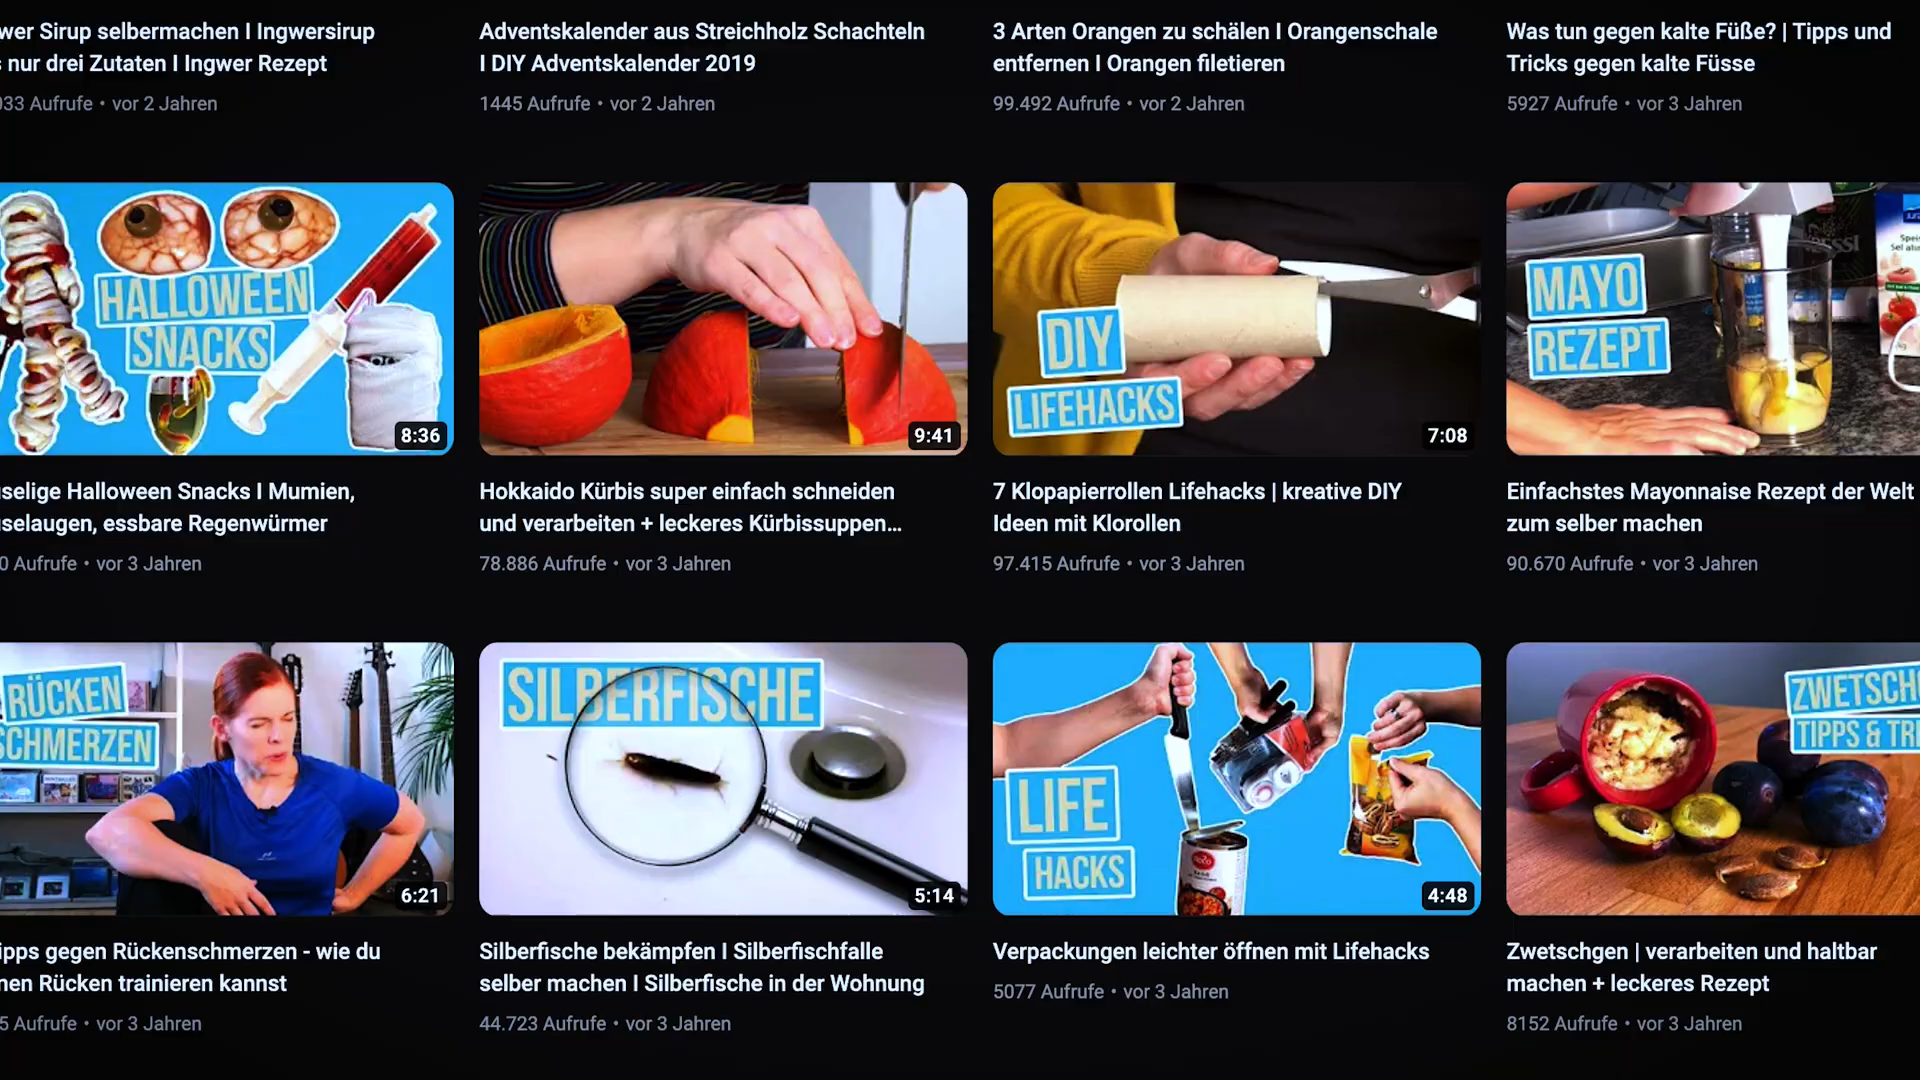 wer Sirup selbermachen I Ingwersirup
nur drei Zutaten I Ingwer Rezept
033 Aufrufe • vor 2 Jahren
Adventskalender aus Streichholz Schachteln
I DIY Adventskalender 2019
1445 Aufrufe • vor 2 Jahren
3 Arten Orangen zu schälen I Orangenschale
entfernen I Orangen filetieren
99.492 Aufrufe • vor 2 Jahren
Was tun gegen kalte Füße? | Tipps und
Tricks gegen kalte Füsse
5927 Aufrufe • vor 3 Jahren
HALLOWEEN
SNACKS
8:36
selige Halloween Snacks I Mumien,
selaugen, essbare Regenwürmer
0 Aufrufe • vor 3 Jahren
9:41
Hokkaido Kürbis super einfach schneiden
und verarbeiten + leckeres Kürbissuppen...
78.886 Aufrufe • vor 3 Jahren
DIY
LIFEHACKS
7:08
7 Klopapierrollen Lifehacks | kreative DIY
Ideen mit Klorollen
97.415 Aufrufe • vor 3 Jahren
MAYO
REZEPT
Einfachstes Mayonnaise Rezept der Welt
zum selber machen
90.670 Aufrufe • vor 3 Jahren
RÜCKEN
SCHMERZEN
6:21
ipps gegen Rückenschmerzen - wie du
nen Rücken trainieren kannst
5 Aufrufe • vor 3 Jahren
SILBERFISCHE
5:14
Silberfische bekämpfen I Silberfischfalle
selber machen I Silberfische in der Wohnung
44.723 Aufrufe • vor 3 Jahren
LIFE
HACKS
4:48
Verpackungen leichter öffnen mit Lifehacks
5077 Aufrufe • vor 3 Jahren
ZWETSCH
TIPPS & TRI
Zwetschgen | verarbeiten und haltbar
machen + leckeres Rezept
8152 Aufrufe • vor 3 Jahren